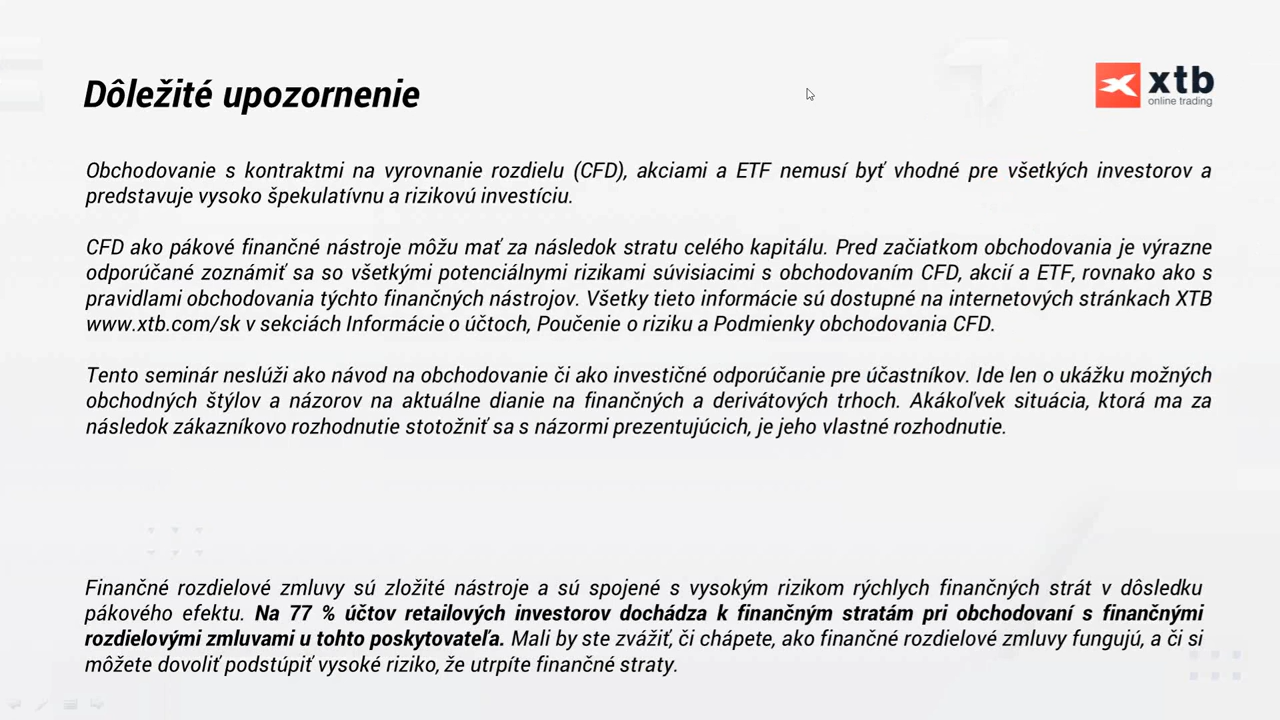 Dôležité upozornenie
xtb
online trading
Obchodovanie s kontraktmi na vyrovnanie rozdielu (CFD), akciami a ETF nemusí byť vhodné pre všetkých investorov a
predstavuje vysoko špekulatívnu a rizikovú investíciu.
CFD ako pákové finančné nástroje môžu mať za následok stratu celého kapitálu. Pred začiatkom obchodovania je výrazne
odporúčané zoznámiť sa so všetkými potenciálnymi rizikami súvisiacimi s obchodovaním CFD, akcií a ETF, rovnako ako s
pravidlami obchodovania týchto finančných nástrojov. Všetky tieto informácie sú dostupné na internetových stránkach XTB
www.xtb.com/sk v sekciách Informácie o účtoch, Poučenie o riziku a Podmienky obchodovania CFD.
Tento seminár neslúži ako návod na obchodovanie či ako investičné odporúčanie pre účastníkov. Ide len o ukážku možných
obchodných štýlov a názorov na aktuálne dianie na finančných a derivátových trhoch. Akákoľvek situácia, ktorá ma za
následok zákazníkovo rozhodnutie stotožniť sa s názormi prezentujúcich, je jeho vlastné rozhodnutie.
Finančné rozdielové zmluvy sú zložité nástroje a sú spojené s vysokým rizikom rýchlych finančných strát v dôsledku
pákového efektu. Na 77 % účtov retailových investorov dochádza k finančným stratám pri obchodovaní s finančnými
rozdielovými zmluvami u tohto poskytovateľa. Mali by ste zvážiť, či chápete, ako finančné rozdielové zmluvy fungujú, a či si
môžete dovoliť podstúpiť vysoké riziko, že utrpíte finančné straty.